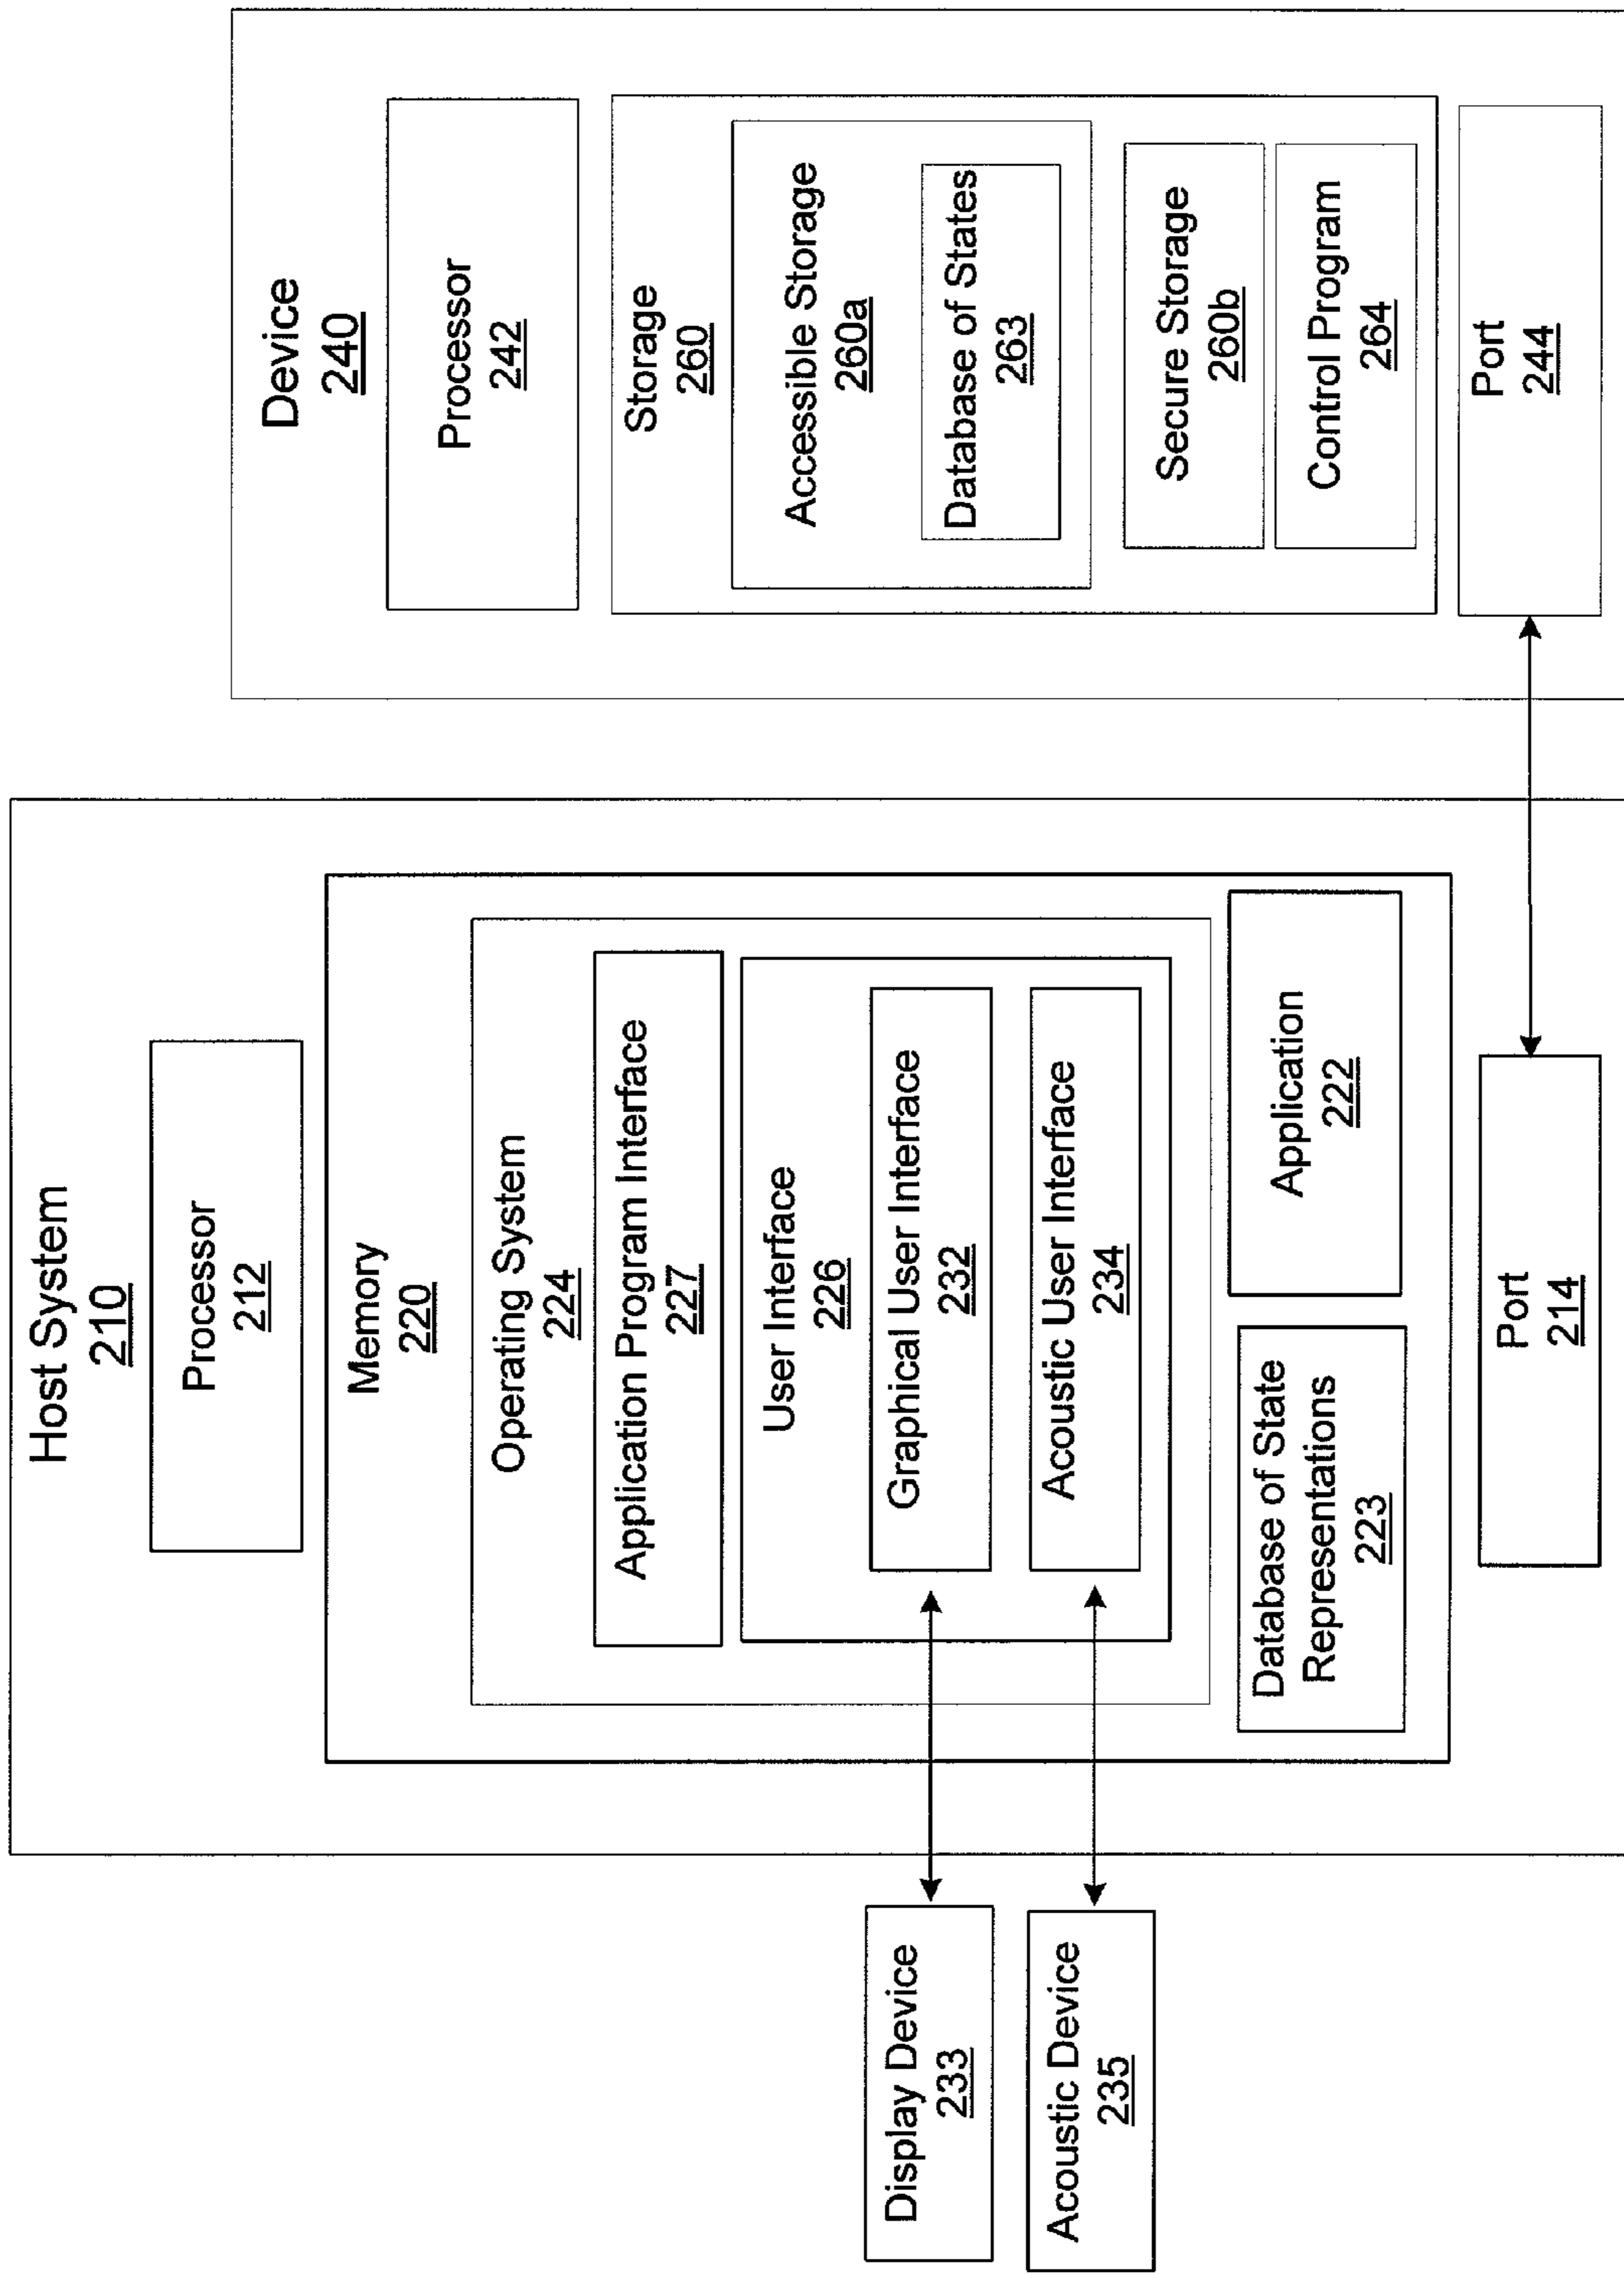 Host System
210
Processor
212
Memory
220
Operating System
224
Application Program Interface
227
User Interface
226
Graphical User Interface
232
Acoustic User Interface
234
Database of State
Representations
223
Application
222
Port
214
Display Device
233
Acoustic Device
235
Device
240
Processor
242
Storage
260
Accessible Storage
260a
Database of States
263
Secure Storage
260b
Control Program
264
Port
244